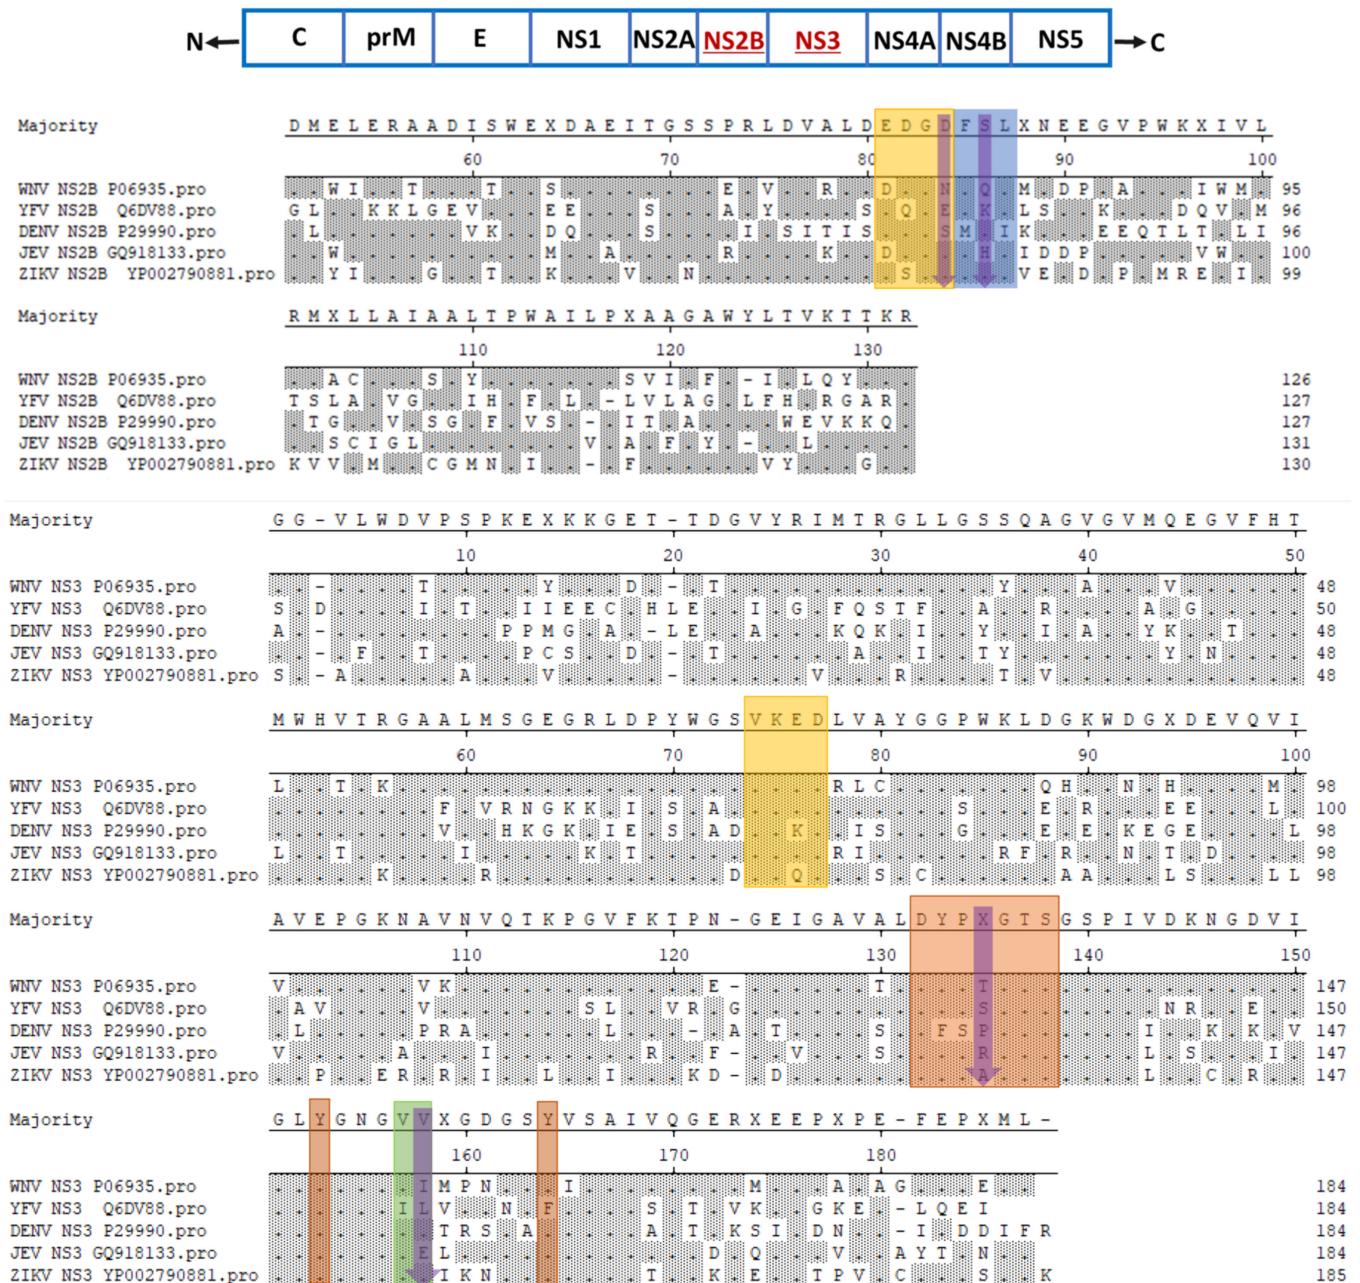 N C prM E NS1 NS2A NS2B NS3 NS4A NS4B NS5 C
Majority D M E L E R A A D I S W E X D A E I T G S S P R L D V A L D E D G D F S L X N E E G V P W K X I V L
60 70 80 90 100
WNV NS2B P06935.pro . . W I . . T . . . T . . S . . . . . . . . E . V . . R . . D . . N . Q . M . D P . A . . . I W M . 95
YFV NS2B Q6DV88.pro G L . . K K L G E V . . . E E . . . S . . . A . Y . . . . S . Q . E . K . L S . . K . . . D Q V . M 96
DENV NS2B P29990.pro . L . . . . . . . V K . . D Q . . . S . . . . I . S I T I S . . . S M . I K . . . E E Q T L T . L I 96
JEV NS2B GQ918133.pro . . W . . . . . . . . . . M . . A . . . . . R . . . . K . . D . . . . H . I D D P . . . . . V W . . 100
ZIKV NS2B YP002790881.pro . . Y I . . . G . . T . . K . . . V . . N . . . . . . . . . . S . . . . . V E . D . P . M R E . I . 99
Majority R M X L L A I A A L T P W A I L P X A A G A W Y L T V K T T K R
110 120 130
WNV NS2B P06935.pro . . A C . . . S . Y . . . . . . . S V I . F . - I . L Q Y . . . 126
YFV NS2B Q6DV88.pro T S L A . V G . . I H . F . L . - L V L A G . L F H . R G A R . 127
DENV NS2B P29990.pro . T G . . V . S G . F . V S . - . I T . A . . . . W E V K K Q . 127
JEV NS2B GQ918133.pro . . S C I G L . . . . . . . . V . A . F . Y . - . . L . . . . . 131
ZIKV NS2B YP002790881.pro K V V . M . . C G M N . I . . - . F . . . . . . V Y . . . G . . 130
Majority G G - V L W D V P S P K E X K K G E T - T D G V Y R I M T R G L L G S S Q A G V G V M Q E G V F H T
10 20 30 40 50
WNV NS3 P06935.pro . . - . . . . T . . . . . Y . . . D . - . T . . . . . . . . . . . . . Y . . . A . . . V . . . . . . 48
YFV NS3 Q6DV88.pro S . D . . . . I . T . . I I E E C . H L E . . I . G . F Q S T F . . A . . R . . . . A . G . . . . . 50
DENV NS3 P29990.pro A . - . . . . . . . . P P M G . A . - L E . . A . . . K Q K . I . . Y . . I . A . . Y K . . T . . . 48
JEV NS3 GQ918133.pro . . - . F . . T . . . . P C S . . D . - . T . . . . . . A . . I . . T Y . . . . . . . Y . N . . . . 48
ZIKV NS3 YP002790881.pro S . - A . . . . . A . . . V . . . . . - . . . . . . V . . . R . . . . T . V . . . . . . . . . . . . 48
Majority M W H V T R G A A L M S G E G R L D P Y W G S V K E D L V A Y G G P W K L D G K W D G X D E V Q V I
60 70 80 90 100
WNV NS3 P06935.pro L . . T . K . . . . . . . . . . . . . . . . . . . . . R L C . . . . . . . Q H . . N . H . . . . M . 98
YFV NS3 Q6DV88.pro . . . . . . . . F . V R N G K K . I . S . A . . . . . . . . . . . S . . . E . R . . . E E . . . L . 100
DENV NS3 P29990.pro . . . . . . . . V . . H K G K . I E . S . A D . . K . . I S . . . G . . . E . E . K E G E . . . . L 98
JEV NS3 GQ918133.pro L . . T . . . . . I . . . . . K . T . . . . . . . . . R I . . . . . . R F . . R . N . T . D . . . . 98
ZIKV NS3 YP002790881.pro . . . . . K . . . . R . . . . . . . . . . . D . . Q . . . S . C . . . . . . A A . . . L S . . . L L 98
Majority A V E P G K N A V N V Q T K P G V F K T P N - G E I G A V A L D Y P X G T S G S P I V D K N G D V I
110 120 130 140 150
WNV NS3 P06935.pro V . . . . . . V K . . . . . . . . . . . . E - . . . . . . T . . . . T . . . . . . . . . . . . . . . 147
YFV NS3 Q6DV88.pro . A V . . . . V . . . . . . . S L . . V R . G . . . . . . . . . . . S . . . . . . . . N R . . E . . 150
DENV NS3 P29990.pro . L . . . . . P R A . . . . . . L . . . - . A . T . . . . S . . F S P . . . . . . . I . . K . K . V 147
JEV NS3 GQ918133.pro V . . . . . A . . . I . . . . . . . R . . F - . . V . . . S . . . . R . . . . . . . L . S . . . I . 147
ZIKV NS3 YP002790881.pro . . P . . E R . R . I . . L . . I . . . K D - . D . . . . . . . . . A . . . . . . . L . . C . R . . 147
Majority G L Y G N G V V X G D G S Y V S A I V Q G E R X E E P X P E - F E P X M L -
160 170 180
WNV NS3 P06935.pro . . . . . . . I M P N . . . I . . . . . . . . M . . . A . A G . . . E . . . 184
YFV NS3 Q6DV88.pro . . . . . . I L V . . N . F . . . . S . T . V K . . G K E . - L Q E I 184
DENV NS3 P29990.pro . . . . . . . . T R S . A . . . . . A . T . K S I . D N . . - I . D D I F R 184
JEV NS3 GQ918133.pro . . . . . . . E L . . . . . . . . . . . . D . Q . . . V . A Y T . . N . . . 184
ZIKV NS3 YP002790881.pro . . . . . . . . I K N . . . . . . . T . . K . E . . T P V . C . . . S . . K 185